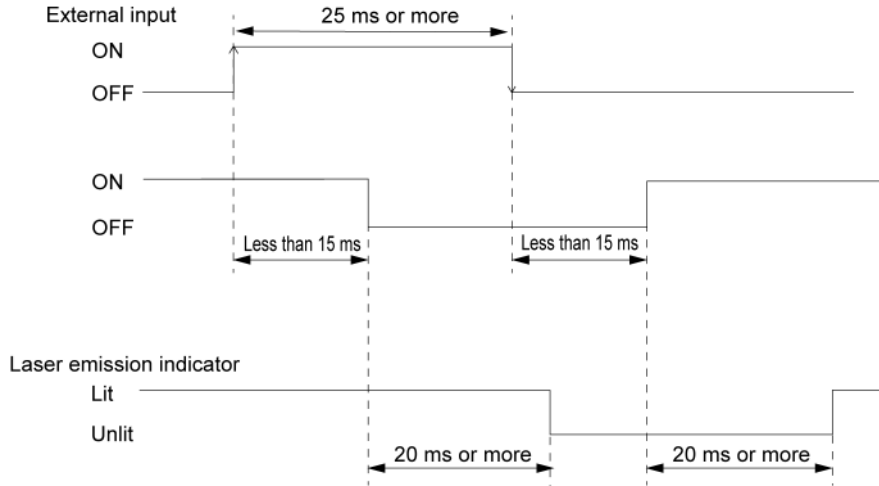 External input
25 ms or more
ON
OFF
ON
OFF
Less than 15 ms
Less than 15 ms
Laser emission indicator
Lit
Unlit
20 ms or more
20 ms or more